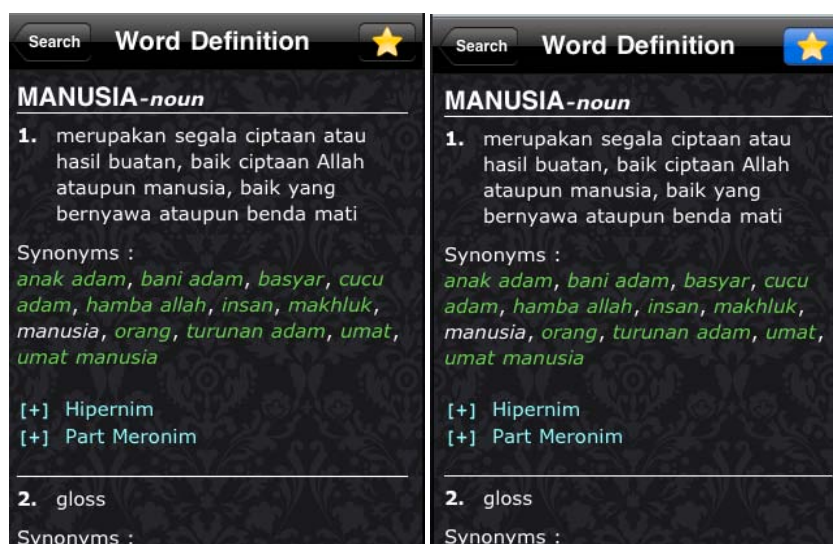 Search Word Definition
MANUSIA-noun
1. merupakan segala ciptaan atau
hasil buatan, baik ciptaan Allah
ataupun manusia, baik yang
bernyawa ataupun benda mati
Synonyms :
anak adam, bani adam, basyar, cucu
adam, hamba allah, insan, makhluk,
manusia, orang, turunan adam, umat,
umat manusia
[+] Hipernim
[+] Part Meronim
2. gloss
Synonyms :
Search Word Definition
MANUSIA-noun
1. merupakan segala ciptaan atau
hasil buatan, baik ciptaan Allah
ataupun manusia, baik yang
bernyawa ataupun benda mati
Synonyms :
anak adam, bani adam, basyar, cucu
adam, hamba allah, insan, makhluk,
manusia, orang, turunan adam, umat,
umat manusia
[+] Hipernim
[+] Part Meronim
2. gloss
Synonyms :